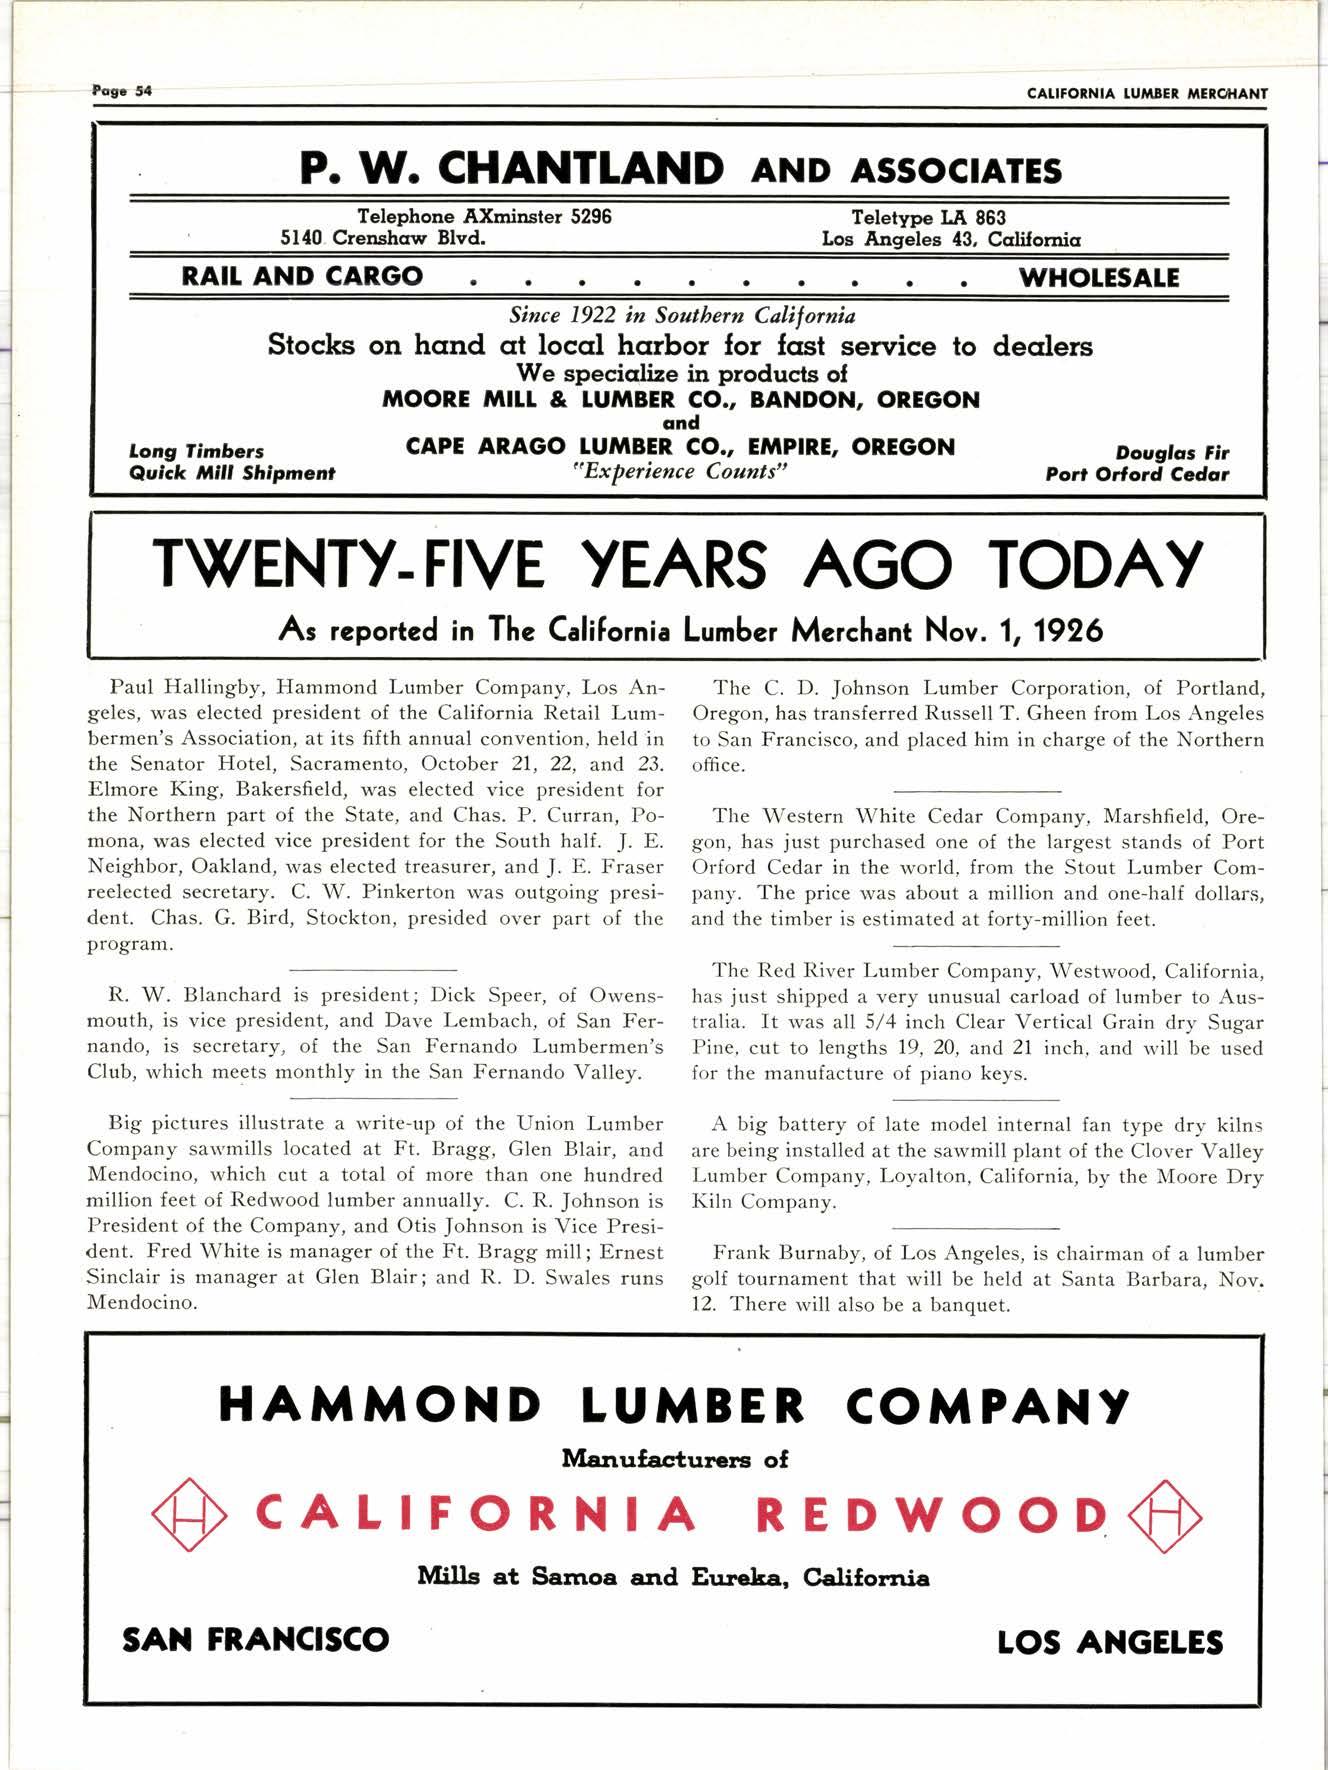 Page 54
CALIFORNIA LUMBER MERCHANT
P. W. CHANTLAND AND ASSOCIATES
Telephone AXminster 5296
Teletype LA 863
5140 Crenshaw Blvd.
Los Angeles 43, California
RAIL AND CARGO . . . . . . . . . . WHOLESALE
Since 1922 in Southern California
Stocks on hand at local harbor for fast service to dealers
We specialize in products of
MOORE MILL & LUMBER CO., BANDON, OREGON
and
CAPE ARAGO LUMBER CO., EMPIRE, OREGON
"Experience Counts"
Long Timbers
Quick Mill Shipment
Douglas Fir
Port Orford Cedar
TWENTY-FIVE YEARS AGO TODAY
As reported in The California Lumber Merchant Nov. 1, 1926
Paul Hallingby, Hammond Lumber Company, Los An-
geles, was elected president of the California Retail Lum-
bermen's Association, at its fifth annual convention, held in
the Senator Hotel, Sacramento, October 21, 22, and 23.
Elmore King, Bakersfield, was elected vice president for
the Northern part of the State, and Chas. P. Curran, Po-
mona, was elected vice president for the South half. J. E.
Neighbor, Oakland, was elected treasurer, and J. E. Fraser
reelected secretary. C. W. Pinkerton was outgoing presi-
dent. Chas. G. Bird, Stockton, presided over part of the
program.
R. W. Blanchard is president; Dick Speer, of Owens-
mouth, is vice president, and Dave Lembach, of San Fer-
nando, is secretary, of the San Fernando Lumbermen's
Club, which meets monthly in the San Fernando Valley.
Big pictures illustrate a write-up of the Union Lumber
Company sawmills located at Ft. Bragg, Glen Blair, and
Mendocino, which cut a total of more than one hundred
million feet of Redwood lumber annually. C. R. Johnson is
President of the Company, and Otis Johnson is Vice Presi-
dent. Fred White is manager of the Ft. Bragg mill; Ernest
Sinclair is manager at Glen Blair; and R. D. Swales runs
Mendocino.
The C. D. Johnson Lumber Corporation, of Portland,
Oregon, has transferred Russell T. Gheen from Los Angeles
to San Francisco, and placed him in charge of the Northern
office.
The Western White Cedar Company, Marshfield, Ore-
gon, has just purchased one of the largest stands of Port
Orford Cedar in the world, from the Stout Lumber Com-
pany. The price was about a million and one-half dollars,
and the timber is estimated at forty-million feet.
The Red River Lumber Company, Westwood, California,
has just shipped a very unusual carload of lumber to Aus-
tralia. It was all 5/4 inch Clear Vertical Grain dry Sugar
Pine, cut to lengths 19, 20, and 21 inch, and will be used
for the manufacture of piano keys.
A big battery of late model internal fan type dry kilns
are being installed at the sawmill plant of the Clover Valley
Lumber Company, Loyalton, California, by the Moore Dry
Kiln Company.
Frank Burnaby, of Los Angeles, is chairman of a lumber
golf tournament that will be held at Santa Barbara, Nov.
12. There will also be a banquet.
HAMMOND LUMBER COMPANY
Manufacturers of
H CALIFORNIA REDWOOD H
Mills at Samoa and Eureka, California
SAN FRANCISCO
LOS ANGELES